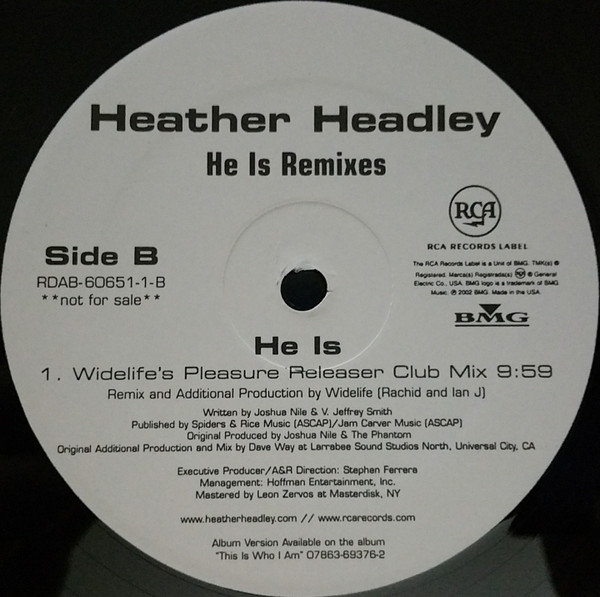 Heather Headley
He Is Remixes
RCA
RCA RECORDS LABEL
Side B
RDAB-60651-1-B
**not for sale**
The RCA Records Label is a Unit of BMG. TMK(s) ®
Registered. Marca(s) Registrada(s) RCA ® General
Electric Co., USA. BMG logo is a trademark of BMG
Music. ℗ 2002 BMG. Made in the USA.
BMG
He Is
1. Widelife's Pleasure Releaser Club Mix 9:59
Remix and Additional Production by Widelife (Rachid and Ian J)
Written by Joshua Nile & V. Jeffrey Smith
Published by Spiders & Rice Music (ASCAP)/Jam Carver Music (ASCAP)
Original Produced by Joshua Nile & The Phantom
Original Additional Production and Mix by Dave Way at Larrabee Sound Studios North, Universal City, CA
Executive Producer/A&R Direction: Stephen Ferrera
Management: Hoffman Entertainment, Inc.
Mastered by Leon Zervos at Masterdisk, NY
www.heatherheadley.com // www.rcarecords.com
Album Version Available on the album
"This Is Who I Am" 07863-69376-2